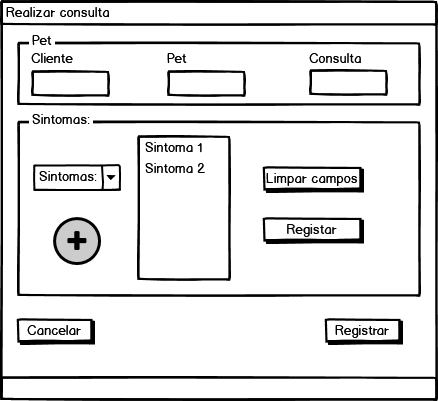 Realizar consulta
Pet
Cliente Pet Consulta
Sintomas:
Sintoma 1
Sintoma 2
Sintomas:
Limpar campos
Registar
Cancelar Registrar